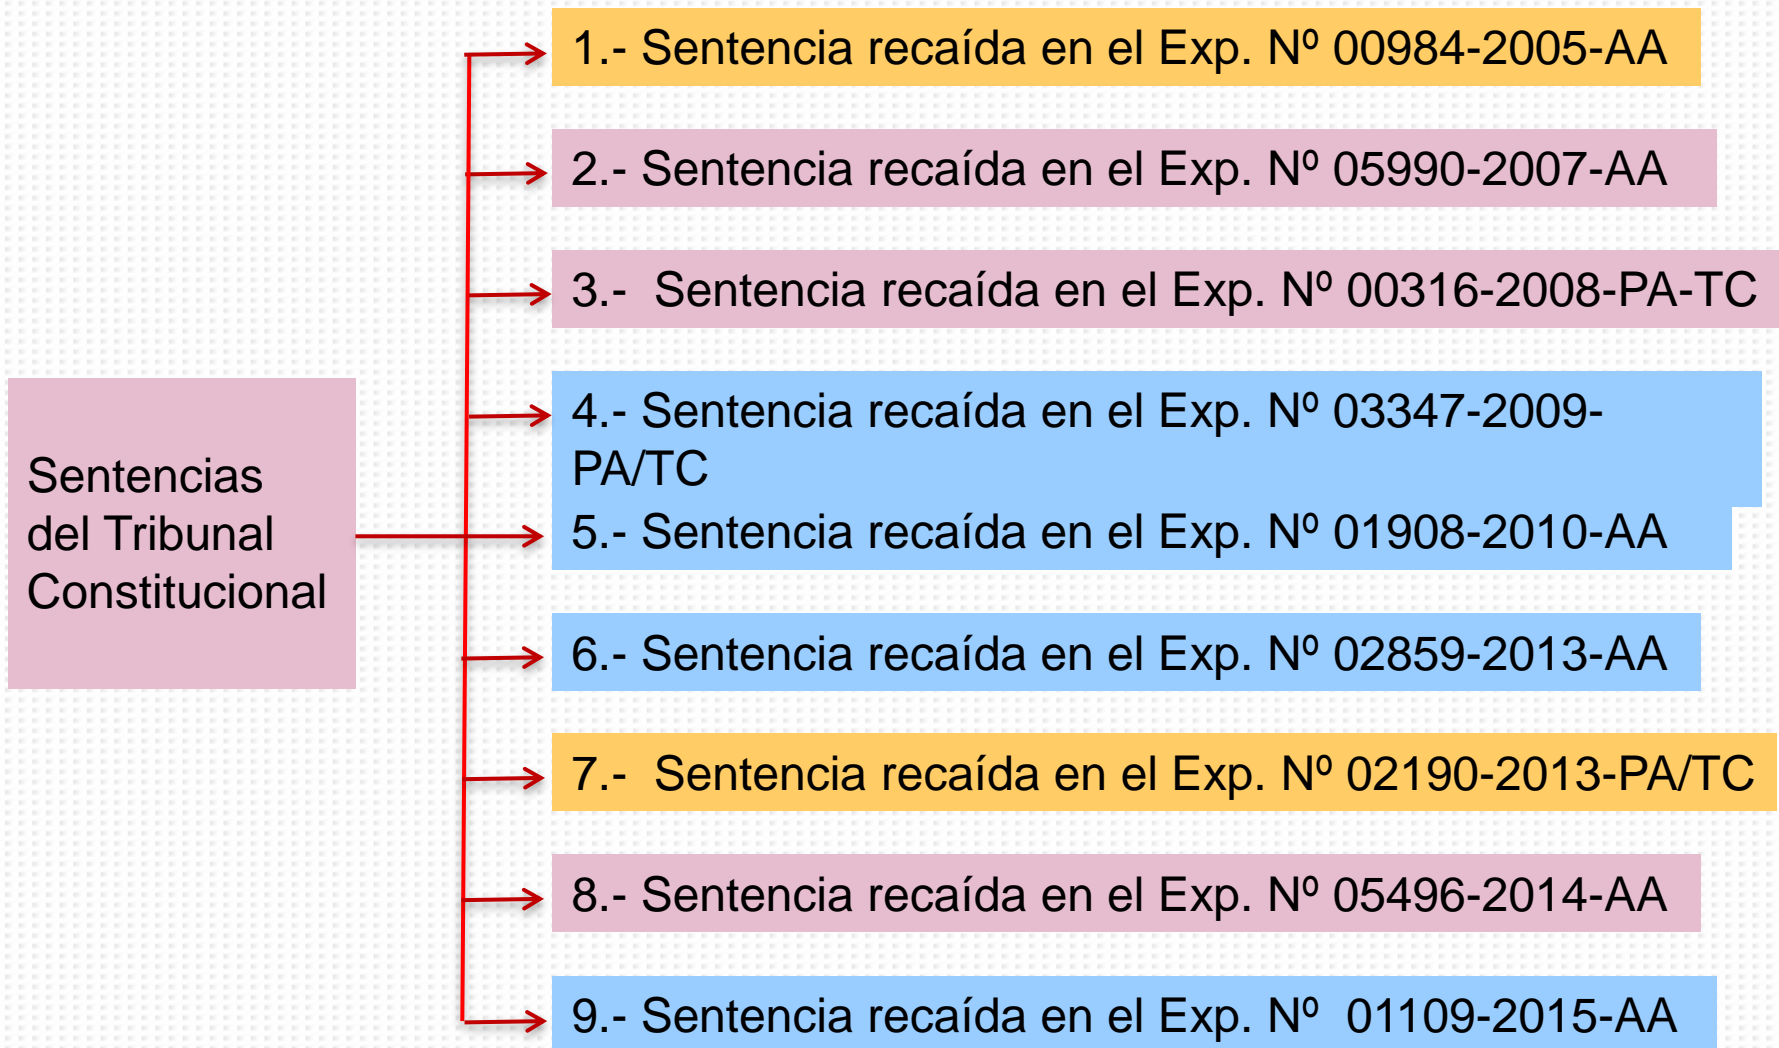 Sentencias
del Tribunal
Constitucional
1.- Sentencia recaída en el Exp. Nº 00984-2005-AA
2.- Sentencia recaída en el Exp. Nº 05990-2007-AA
3.-  Sentencia recaída en el Exp. Nº 00316-2008-PA-TC
4.- Sentencia recaída en el Exp. Nº 03347-2009-
PA/TC
5.- Sentencia recaída en el Exp. Nº 01908-2010-AA
6.- Sentencia recaída en el Exp. Nº 02859-2013-AA
7.-  Sentencia recaída en el Exp. Nº 02190-2013-PA/TC
8.- Sentencia recaída en el Exp. Nº 05496-2014-AA
9.- Sentencia recaída en el Exp. Nº  01109-2015-AA